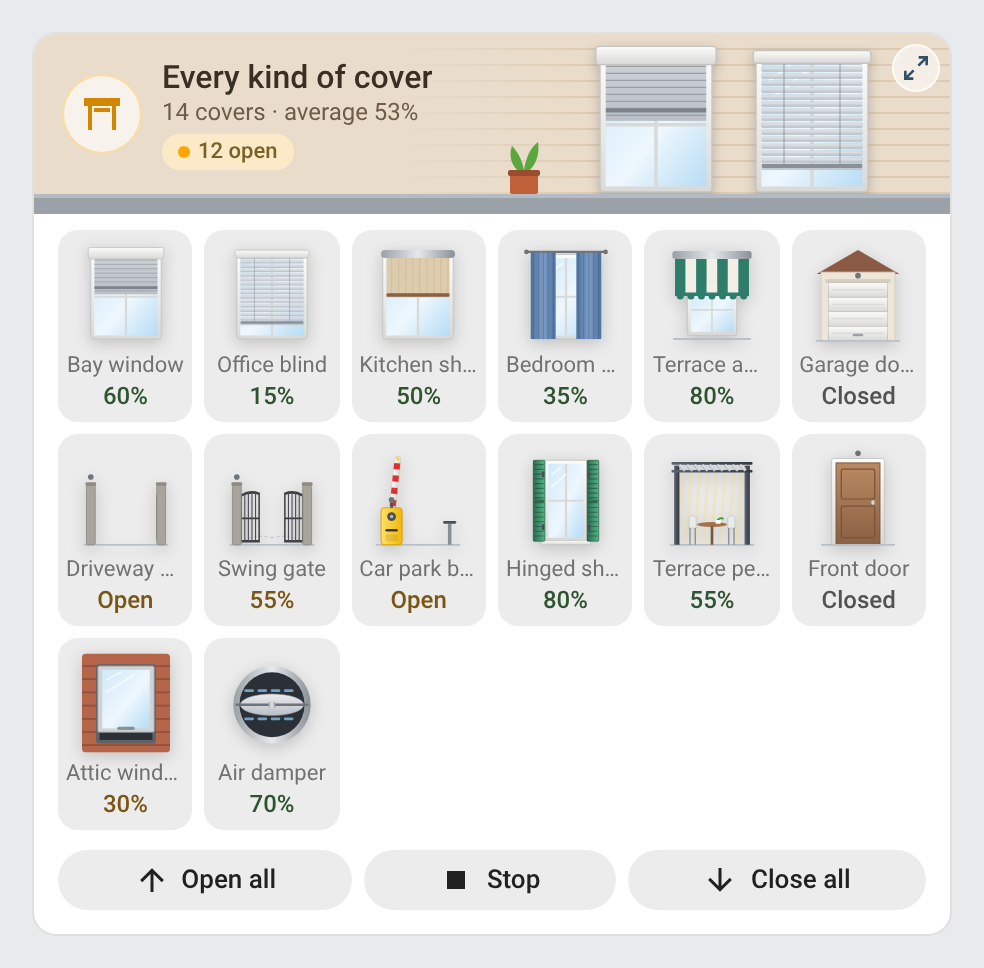 Every kind of cover
14 covers · average 53%
12 open
Bay window
60%
Office blind
15%
Kitchen sh...
50%
Bedroom ...
35%
Terrace a...
80%
Garage do...
Closed
Driveway ...
Open
Swing gate
55%
Car park b...
Open
Hinged sh...
80%
Terrace pe...
55%
Front door
Closed
Attic wind...
30%
Air damper
70%
Open all
Stop
Close all